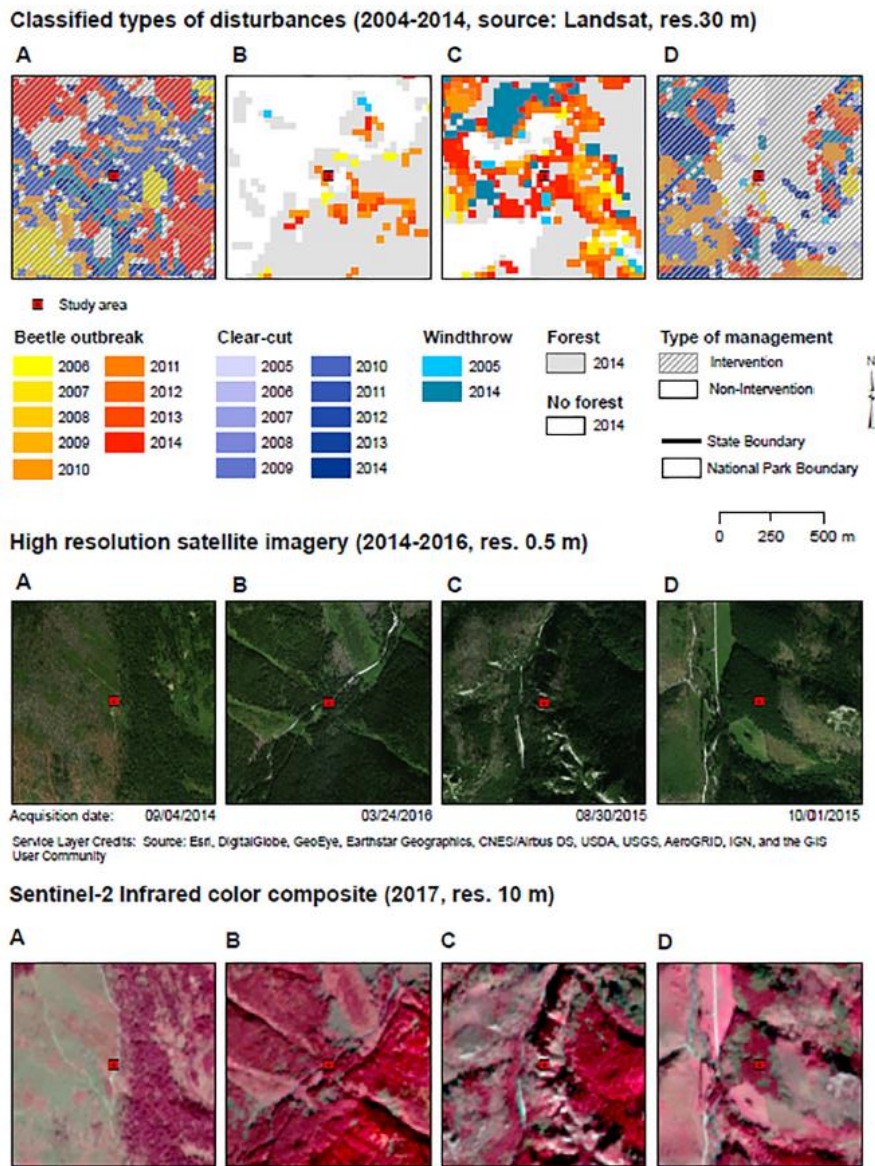 Classified types of disturbances (2004-2014, source: Landsat, res.30 m)
A B C D
Study area
Beetle outbreak Clear-cut Windthrow Forest Type of management
2006 2011 2005 2010 2005 2014 Intervention
2007 2012 2006 2011 2014 Non-Intervention
2008 2013 2007 2012 No forest
2009 2014 2008 2013 2014 State Boundary
2010 2009 2014 National Park Boundary
N
0 250 500 m
High resolution satellite imagery (2014-2016, res. 0.5 m)
A B C D
Acquisition date: 09/04/2014 03/24/2016 08/30/2015 10/01/2015
Service Layer Credits: Source: Esri, DigitalGlobe, GeoEye, Earthstar Geographics, CNES/Airbus DS, USDA, USGS, AeroGRID, IGN, and the GIS
User Community
Sentinel-2 Infrared color composite (2017, res. 10 m)
A B C D